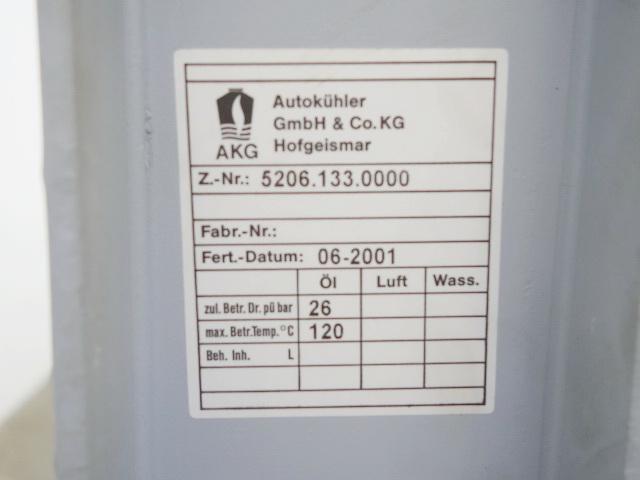 Autokühler
GmbH & Co. KG
AKG Hofgeismar
Z.-Nr.: 5206.133.0000
Fabr.-Nr.:
Fert.-Datum: 06-2001
Öl Luft Wass.
zul. Betr. Dr. pü bar 26
max. Betr.Temp.°C 120
Beh. Inh. L